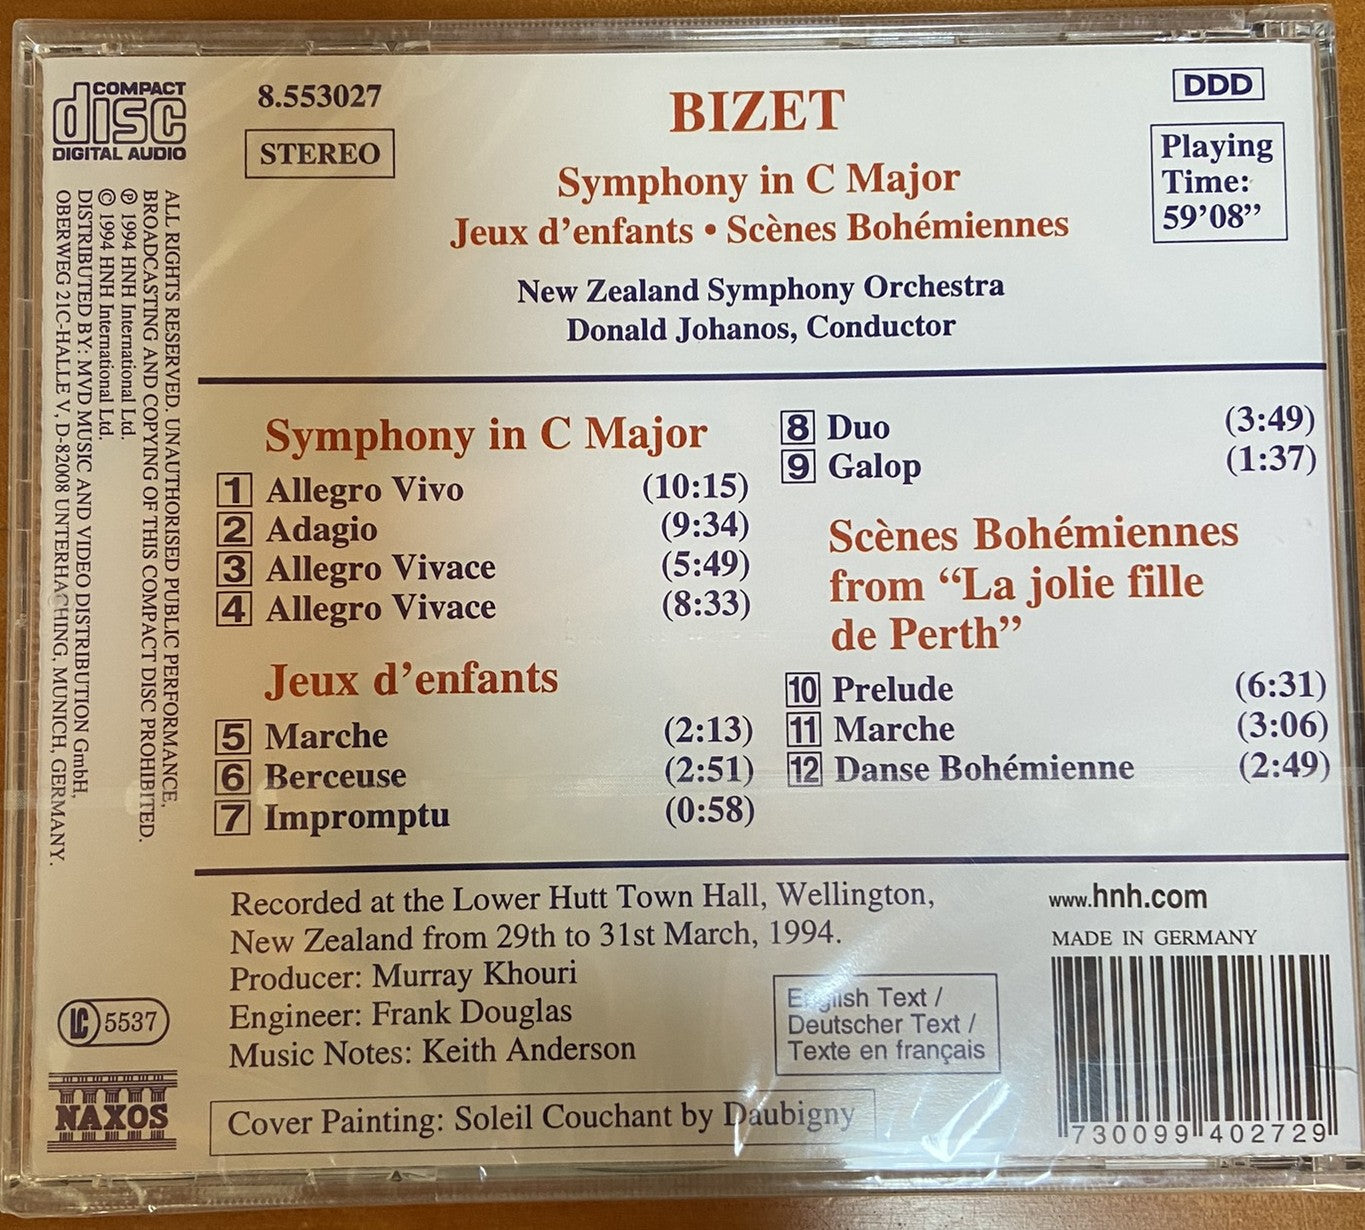 COMPACT
disc
DIGITAL AUDIO
8.553027
STEREO
BIZET
Symphony in C Major
Jeux d'enfants • Scènes Bohémiennes
New Zealand Symphony Orchestra
Donald Johanos, Conductor
DDD
Playing
Time:
59'08”
ALL RIGHTS RESERVED. UNAUTHORISED PUBLIC PERFORMANCE,
BROADCASTING AND COPYING OF THIS COMPACT DISC PROHIBITED.
℗ 1994 HNH International Ltd.
© 1994 HNH International Ltd.
DISTRIBUTED BY: MVD MUSIC AND VIDEO DISTRIBUTION GmbH,
OBERWEG 21C-HALLE V, D-82008 UNTERHACHING, MUNICH, GERMANY.
Symphony in C Major
1 Allegro Vivo (10:15)
2 Adagio (9:34)
3 Allegro Vivace (5:49)
4 Allegro Vivace (8:33)
Jeux d'enfants
5 Marche (2:13)
6 Berceuse (2:51)
7 Impromptu (0:58)
8 Duo (3:49)
9 Galop (1:37)
Scènes Bohémiennes
from “La jolie fille
de Perth”
10 Prelude (6:31)
11 Marche (3:06)
12 Danse Bohémienne (2:49)
Recorded at the Lower Hutt Town Hall, Wellington,
New Zealand from 29th to 31st March, 1994.
Producer: Murray Khouri
Engineer: Frank Douglas
Music Notes: Keith Anderson
Cover Painting: Soleil Couchant by Daubigny
English Text /
Deutscher Text /
Texte en français
www.hnh.com
MADE IN GERMANY
730099 402729
LC 5537
NAXOS